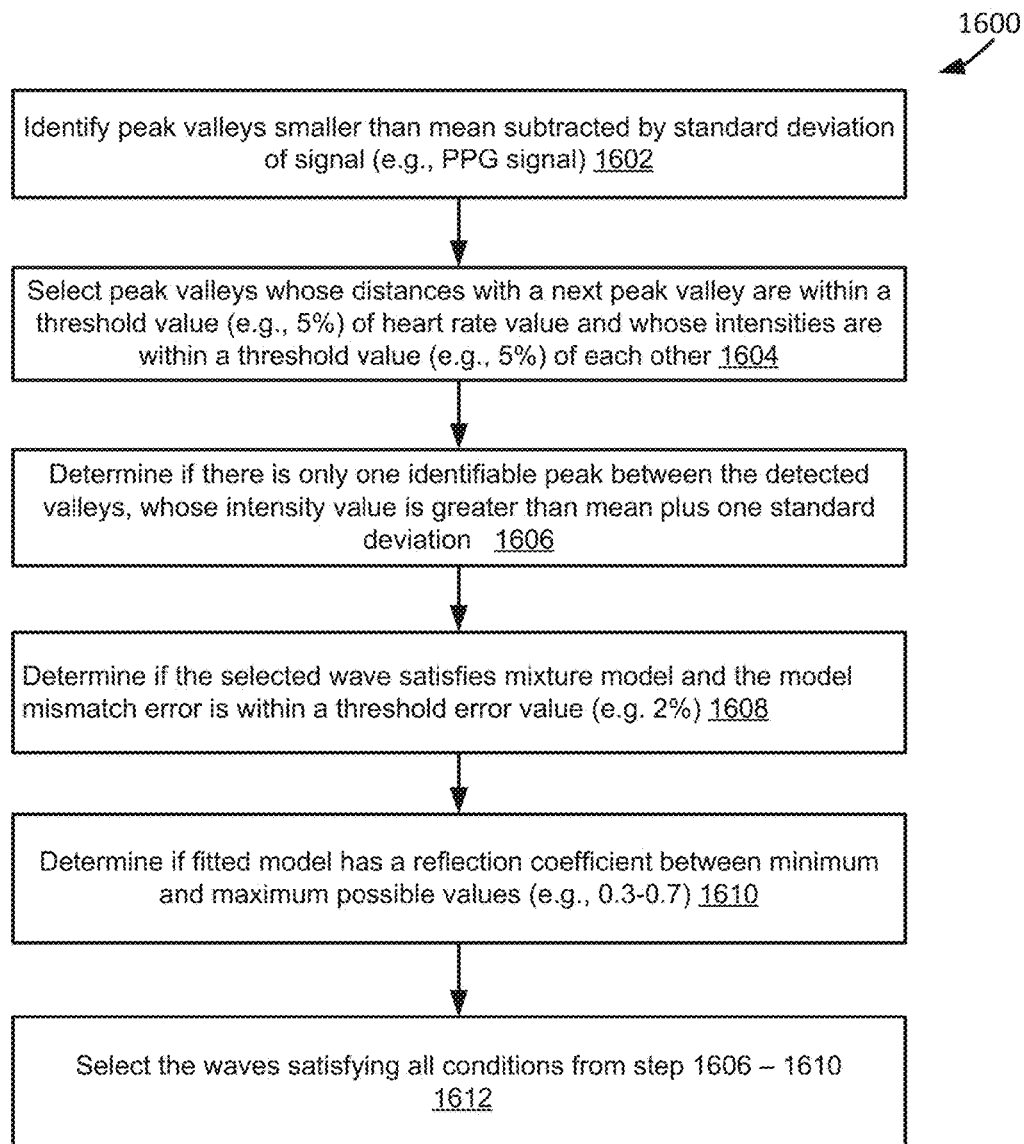 1600
Identify peak valleys smaller than mean subtracted by standard deviation
of signal (e.g., PPG signal) 1602
Select peak valleys whose distances with a next peak valley are within a
threshold value (e.g., 5%) of heart rate value and whose intensities are
within a threshold value (e.g., 5%) of each other 1604
Determine if there is only one identifiable peak between the detected
valleys, whose intensity value is greater than mean plus one standard
deviation 1606
Determine if the selected wave satisfies mixture model and the model
mismatch error is within a threshold error value (e.g. 2%) 1608
Determine if fitted model has a reflection coefficient between minimum
and maximum possible values (e.g., 0.3-0.7) 1610
Select the waves satisfying all conditions from step 1606 – 1610
1612